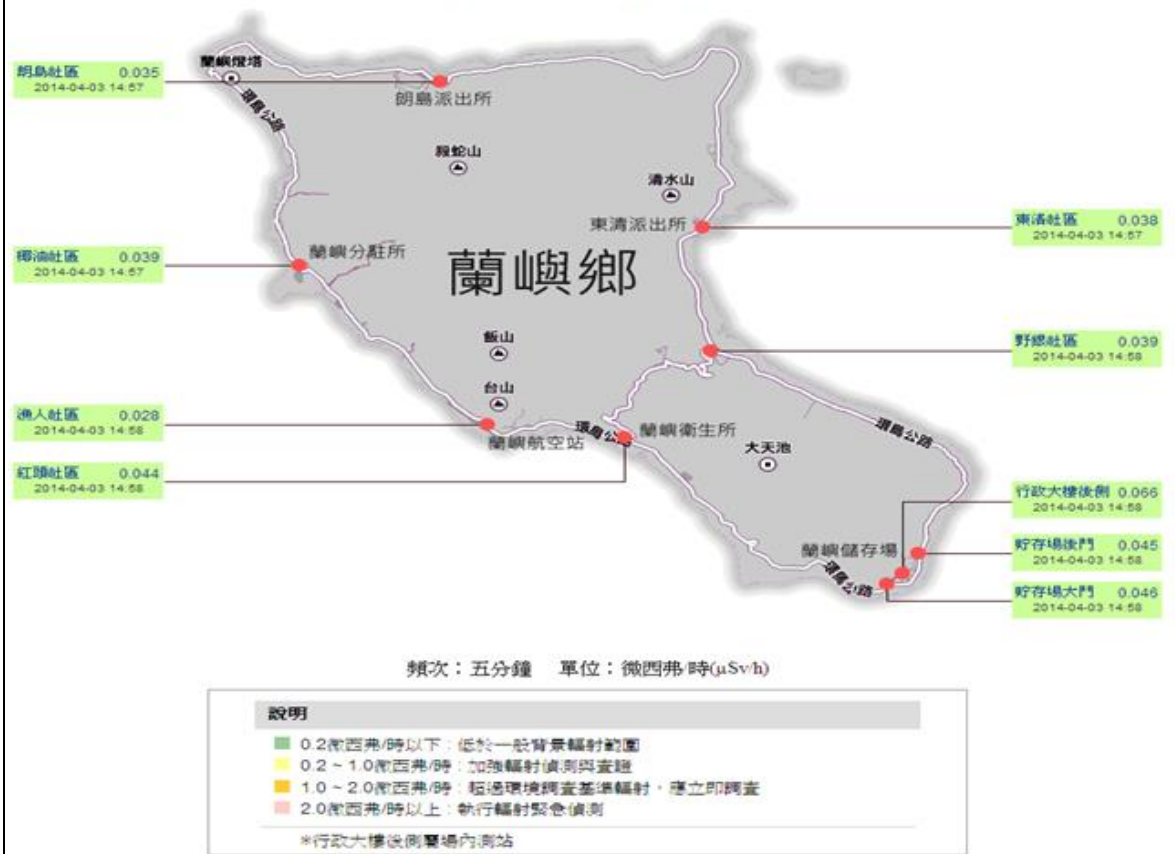 蘭嶼燈塔
朗島社區 0.035
2014-04-03 14:57
環島公路
朗島派出所
殺蛇山
清水山
東清派出所
東清社區 0.038
2014-04-03 14:57
椰油社區 0.039
2014-04-03 14:57
蘭嶼分駐所
蘭嶼鄉
飯山
野銀社區 0.039
2014-04-03 14:58
台山
漁人社區 0.028
2014-04-03 14:58
蘭嶼航空站
環島公路
蘭嶼衛生所
環島公路
大天池
紅頭社區 0.044
2014-04-03 14:58
行政大樓後側 0.066
2014-04-03 14:58
蘭嶼儲存場
貯存場後門 0.045
2014-04-03 14:58
環島公路
貯存場大門 0.046
2014-04-03 14:58
頻次：五分鐘 單位：微西弗/時(μSv/h)
說明
0.2微西弗/時以下：低於一般背景輻射範圍
0.2 ~ 1.0微西弗/時：加強輻射偵測與查證
1.0 ~ 2.0微西弗/時：超過環境調查基準輻射，應立即調查
2.0微西弗/時以上：執行輻射緊急偵測
*行政大樓後側屬場內測站